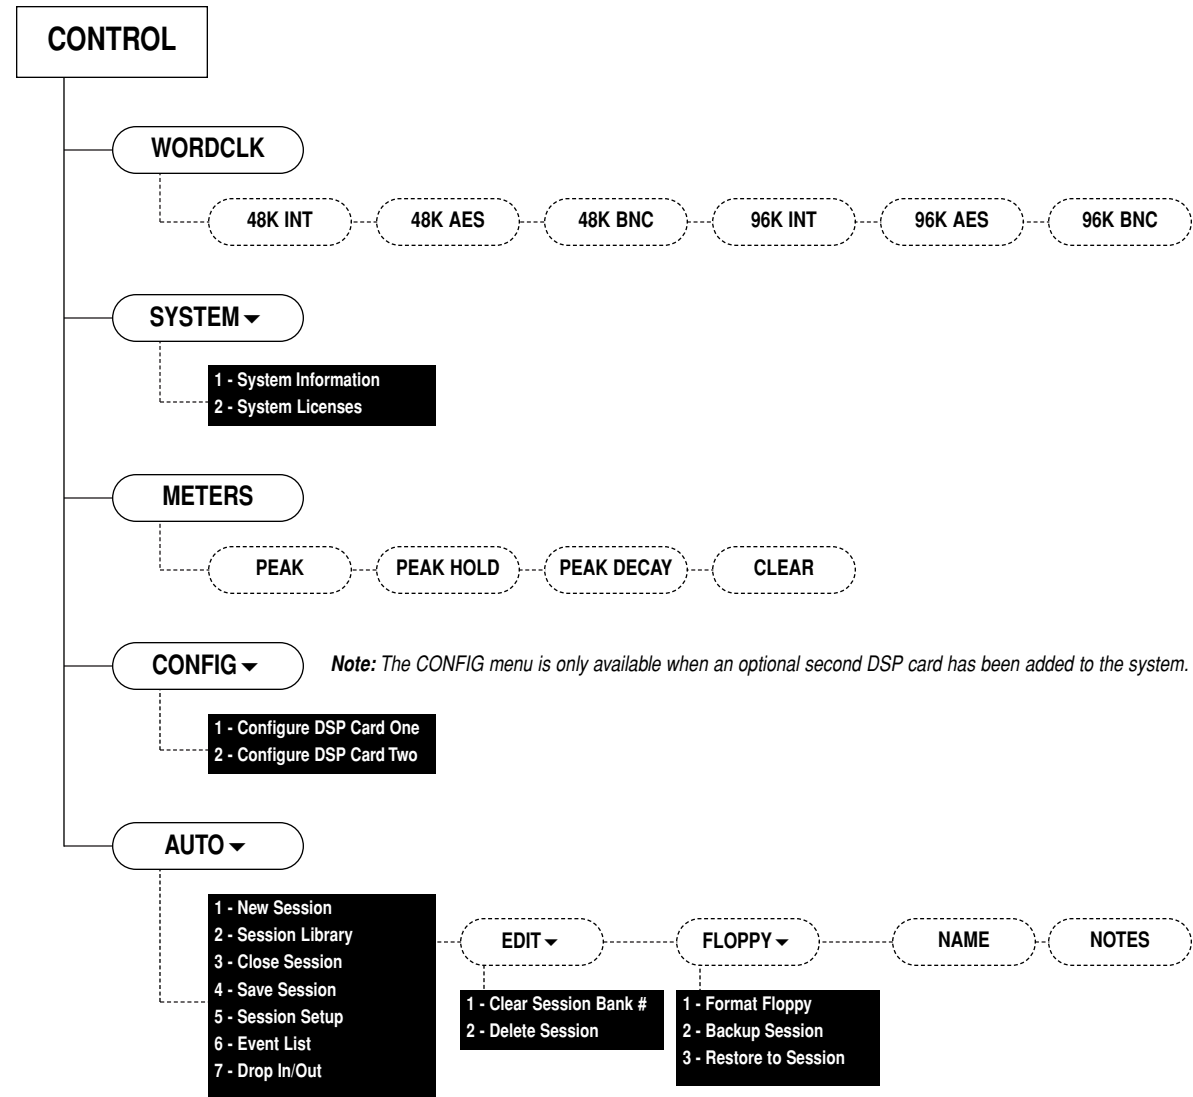 CONTROL
WORDCLK
48K INT 48K AES 48K BNC 96K INT 96K AES 96K BNC
SYSTEM
1 - System Information
2 - System Licenses
METERS
PEAK PEAK HOLD PEAK DECAY CLEAR
CONFIG Note: The CONFIG menu is only available when an optional second DSP card has been added to the system.
1 - Configure DSP Card One
2 - Configure DSP Card Two
AUTO
1 - New Session
2 - Session Library
3 - Close Session
4 - Save Session
5 - Session Setup
6 - Event List
7 - Drop In/Out
EDIT FLOPPY NAME NOTES
1 - Clear Session Bank #
2 - Delete Session
1 - Format Floppy
2 - Backup Session
3 - Restore to Session